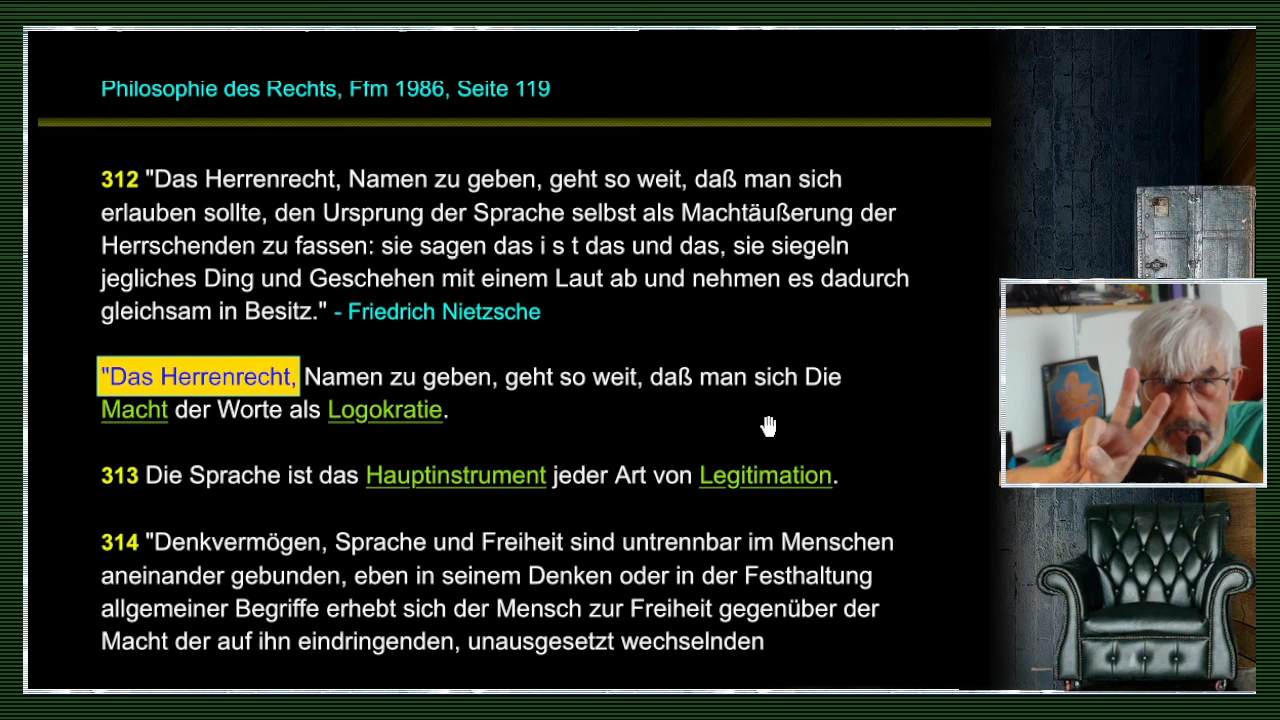 Philosophie des Rechts, Ffm 1986, Seite 119
312 "Das Herrenrecht, Namen zu geben, geht so weit, daß man sich
erlauben sollte, den Ursprung der Sprache selbst als Machtäußerung der
Herrschenden zu fassen: sie sagen das i s t das und das, sie siegeln
jegliches Ding und Geschehen mit einem Laut ab und nehmen es dadurch
gleichsam in Besitz." - Friedrich Nietzsche
"Das Herrenrecht, Namen zu geben, geht so weit, daß man sich Die
Macht der Worte als Logokratie.
313 Die Sprache ist das Hauptinstrument jeder Art von Legitimation.
314 "Denkvermögen, Sprache und Freiheit sind untrennbar im Menschen
aneinander gebunden, eben in seinem Denken oder in der Festhaltung
allgemeiner Begriffe erhebt sich der Mensch zur Freiheit gegenüber der
Macht der auf ihn eindringenden, unausgesetzt wechselnden